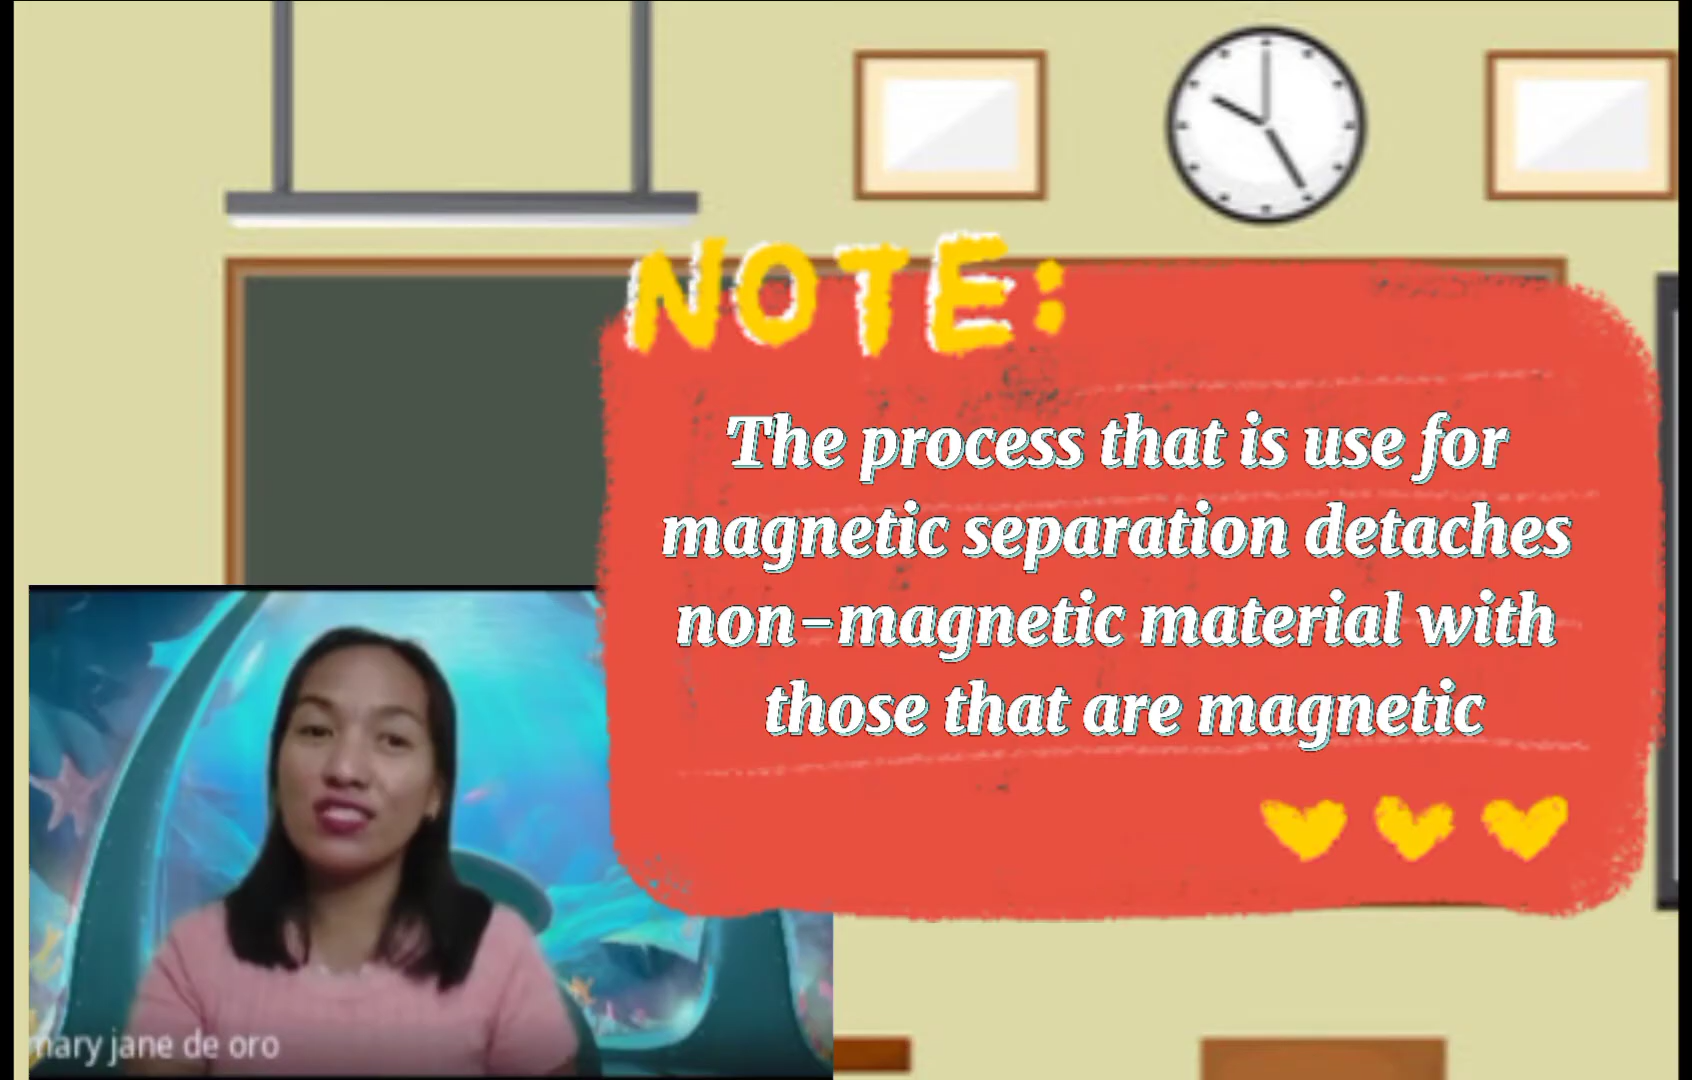 NOTE:
The process that is use for
magnetic separation detaches
non-magnetic material with
those that are magnetic
mary jane de oro